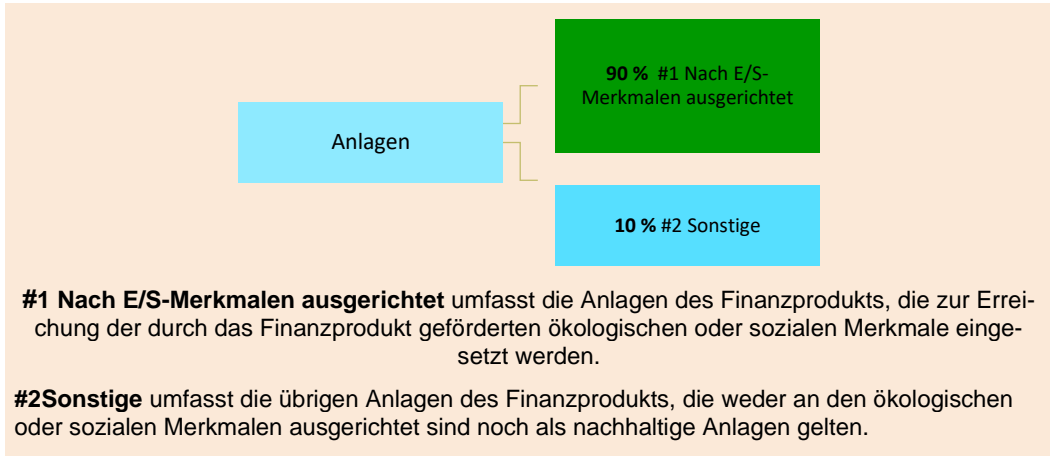 90 % #1 Nach E/S-
Merkmalen ausgerichtet
Anlagen
10 % #2 Sonstige
#1 Nach E/S-Merkmalen ausgerichtet umfasst die Anlagen des Finanzprodukts, die zur Errei-
chung der durch das Finanzprodukt geförderten ökologischen oder sozialen Merkmale einge-
setzt werden.
#2Sonstige umfasst die übrigen Anlagen des Finanzprodukts, die weder an den ökologischen
oder sozialen Merkmalen ausgerichtet sind noch als nachhaltige Anlagen gelten.